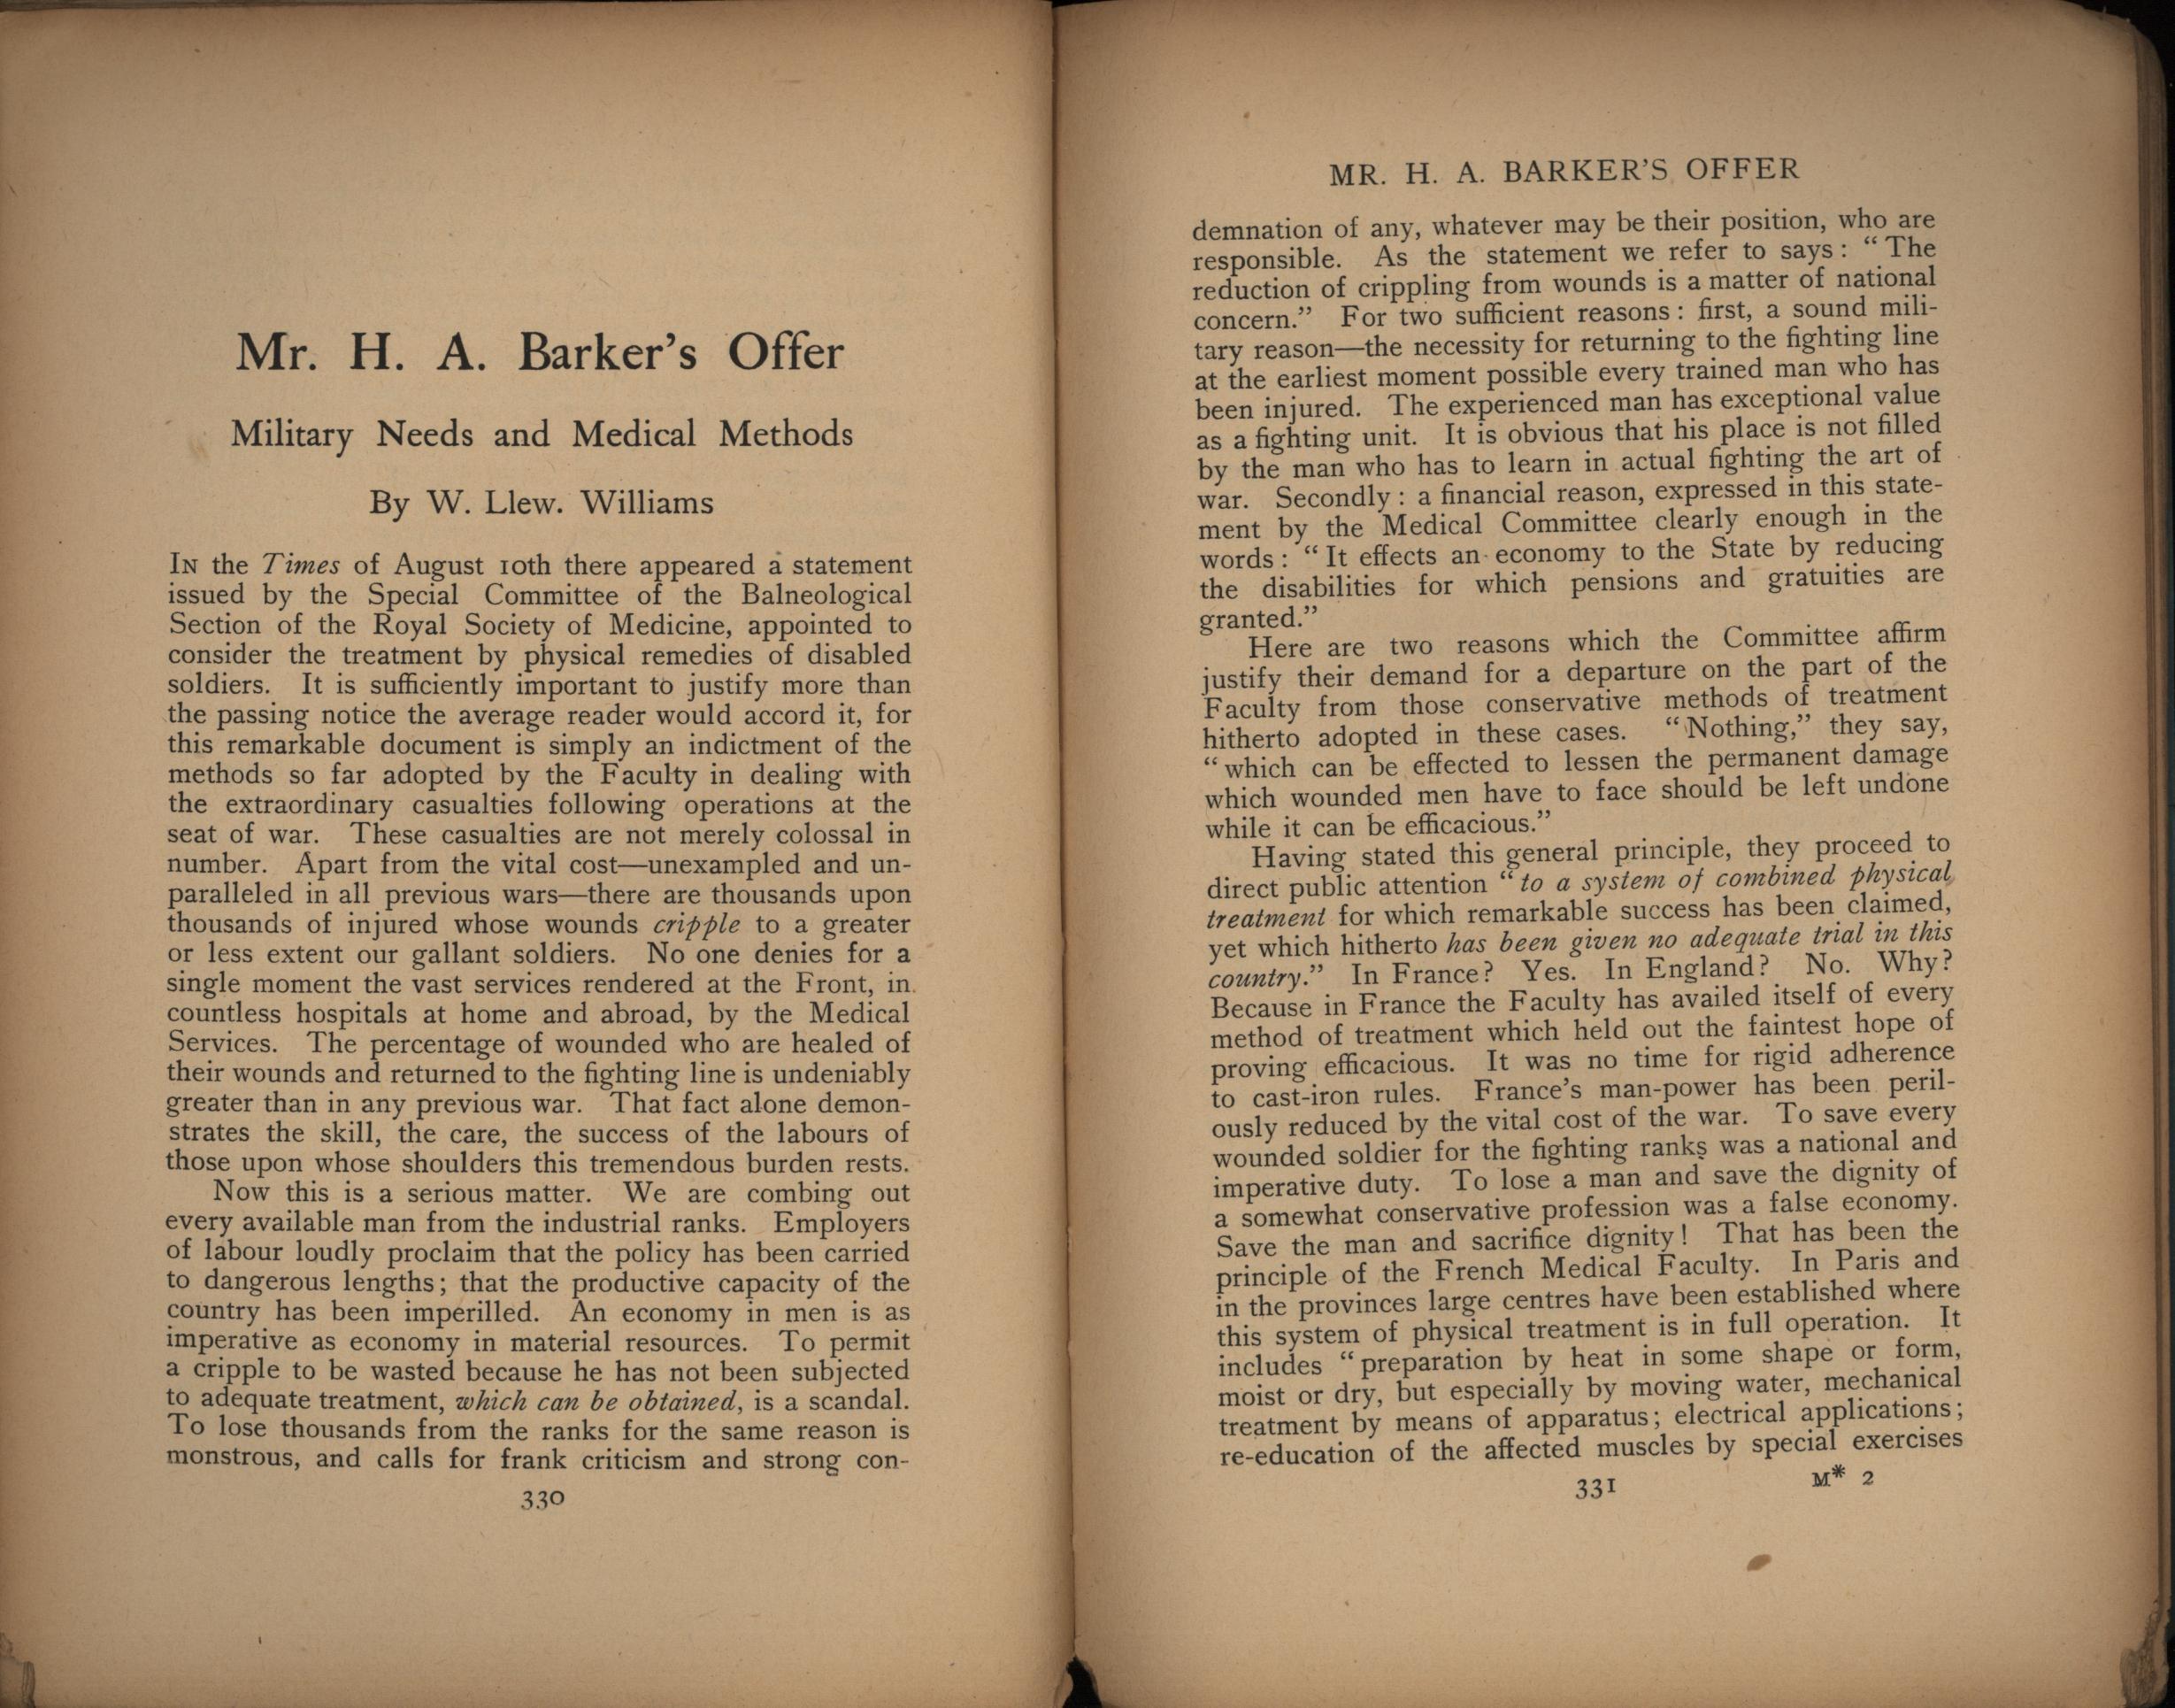 Mr. H. A. Barker's Offer
Military Needs and Medical Methods
By W. Llew. Williams
IN the Times of August 10th there appeared a statement
issued by the Special Committee of the Balneological
Section of the Royal Society of Medicine, appointed to
consider the treatment by physical remedies of disabled
soldiers. It is sufficiently important to justify more than
the passing notice the average reader would accord it, for
this remarkable document is simply an indictment of the
methods so far adopted by the Faculty in dealing with
the extraordinary casualties following operations at the
seat of war. These casualties are not merely colossal in
number. Apart from the vital cost—unexampled and un-
paralleled in all previous wars—there are thousands upon
thousands of injured whose wounds cripple to a greater
or less extent our gallant soldiers. No one denies for a
single moment the vast services rendered at the Front, in
countless hospitals at home and abroad, by the Medical
Services. The percentage of wounded who are healed of
their wounds and returned to the fighting line is undeniably
greater than in any previous war. That fact alone demon-
strates the skill, the care, the success of the labours of
those upon whose shoulders this tremendous burden rests.
Now this is a serious matter. We are combing out
every available man from the industrial ranks. Employers
of labour loudly proclaim that the policy has been carried
to dangerous lengths; that the productive capacity of the
country has been imperilled. An economy in men is as
imperative as economy in material resources. To permit
a cripple to be wasted because he has not been subjected
to adequate treatment, which can be obtained, is a scandal.
To lose thousands from the ranks for the same reason is
monstrous, and calls for frank criticism and strong con-
330
MR. H. A. BARKER'S OFFER
demnation of any, whatever may be their position, who are
responsible. As the statement we refer to says: "The
reduction of crippling from wounds is a matter of national
concern." For two sufficient reasons: first, a sound mili-
tary reason—the necessity for returning to the fighting line
at the earliest moment possible every trained man who has
been injured. The experienced man has exceptional value
as a fighting unit. It is obvious that his place is not filled
by the man who has to learn in actual fighting the art of
war. Secondly: a financial reason, expressed in this state-
ment by the Medical Committee clearly enough in the
words: "It effects an economy to the State by reducing
the disabilities for which pensions and gratuities are
granted."
Here are two reasons which the Committee affirm
justify their demand for a departure on the part of the
Faculty from those conservative methods of treatment
hitherto adopted in these cases. "Nothing," they say,
"which can be effected to lessen the permanent damage
which wounded men have to face should be left undone
while it can be efficacious."
Having stated this general principle, they proceed to
direct public attention "to a system of combined physical
treatment for which remarkable success has been claimed,
yet which hitherto has been given no adequate trial in this
country." In France? Yes. In England? No. Why?
Because in France the Faculty has availed itself of every
method of treatment which held out the faintest hope of
proving efficacious. It was no time for rigid adherence
to cast-iron rules. France's man-power has been peril-
ously reduced by the vital cost of the war. To save every
wounded soldier for the fighting ranks was a national and
imperative duty. To lose a man and save the dignity of
a somewhat conservative profession was a false economy.
Save the man and sacrifice dignity! That has been the
principle of the French Medical Faculty. In Paris and
in the provinces large centres have been established where
this system of physical treatment is in full operation. It
includes "preparation by heat in some shape or form,
moist or dry, but especially by moving water, mechanical
treatment by means of apparatus; electrical applications;
re-education of the affected muscles by special exercises
331 M* 2